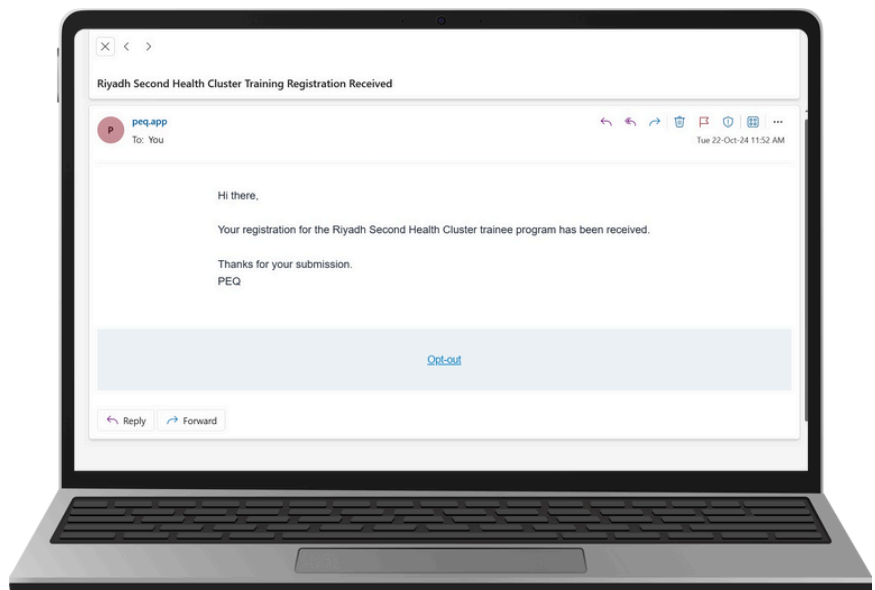 Riyadh Second Health Cluster Training Registration Received
P
peq.app
To: You
Tue 22-Oct-24 11:52 AM
Hi there,
Your registration for the Riyadh Second Health Cluster trainee program has been received.
Thanks for your submission.
PEQ
Opt-out
Reply
Forward